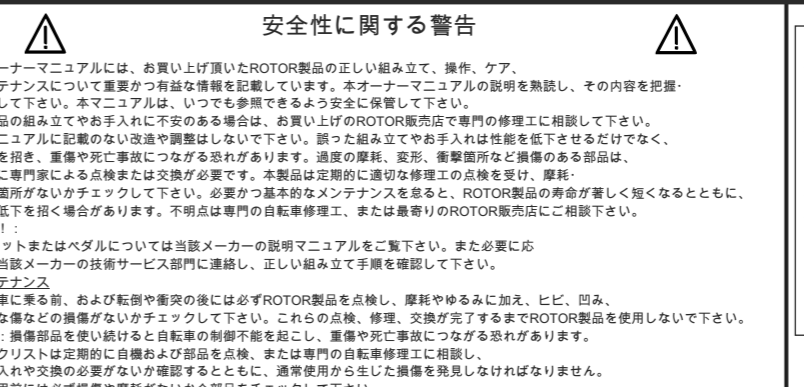 安全性に関する警告
ーナーマニュアルには、お買い上げ頂いたROTOR製品の正しい組み立て、操作、ケア、
テナンスについて重要かつ有益な情報を記載しています。本オーナーマニュアルの説明を熟読し、その内容を把握·
して下さい。本マニュアルは、いつでも参照できるよう安全に保管して下さい。
品の組み立てやお手入れに不安のある場合は、お買い上げのROTOR販売店で専門の修理工に相談して下さい。
ニュアルに記載のない改造や調整はしないで下さい。誤った組み立てやお手入れは性能を低下させるだけでなく、
を招き、重傷や死亡事故につながる恐れがあります。過度の摩耗、変形、衝撃箇所など損傷のある部品は、
に専門家による点検または交換が必要です。本製品は定期的に適切な修理工の点検を受け、摩耗·
箇所がないかチェックして下さい。必要かつ基本的なメンテナンスを怠ると、ROTOR製品の寿命が著しく短くなるとともに、
低下を招く場合があります。不明点は専門の自転車修理工、または最寄りのROTOR販売店にご相談下さい。
!：
ットまたはペダルについては当該メーカーの説明マニュアルをご覧下さい。また必要に応
当該メーカーの技術サービス部門に連絡し、正しい組み立て手順を確認して下さい。
テナンス
車に乗る前、および転倒や衝突の後には必ずROTOR製品を点検し、摩耗やゆるみに加え、ヒビ、凹み、
な傷などの損傷がないかチェックして下さい。これらの点検、修理、交換が完了するまでROTOR製品を使用しないで下さい。
：損傷部品を使い続けると自転車の制御不能を起こし、重傷や死亡事故につながる恐れがあります。
クリストは定期的に自機および部品を点検、または専門の自転車修理工に相談し、
入れや交換の必要がないか確認するとともに、通常使用から生じた損傷を発見しなければなりません。
用前には必ず損傷や摩耗がないか全部品をチェックして下さい